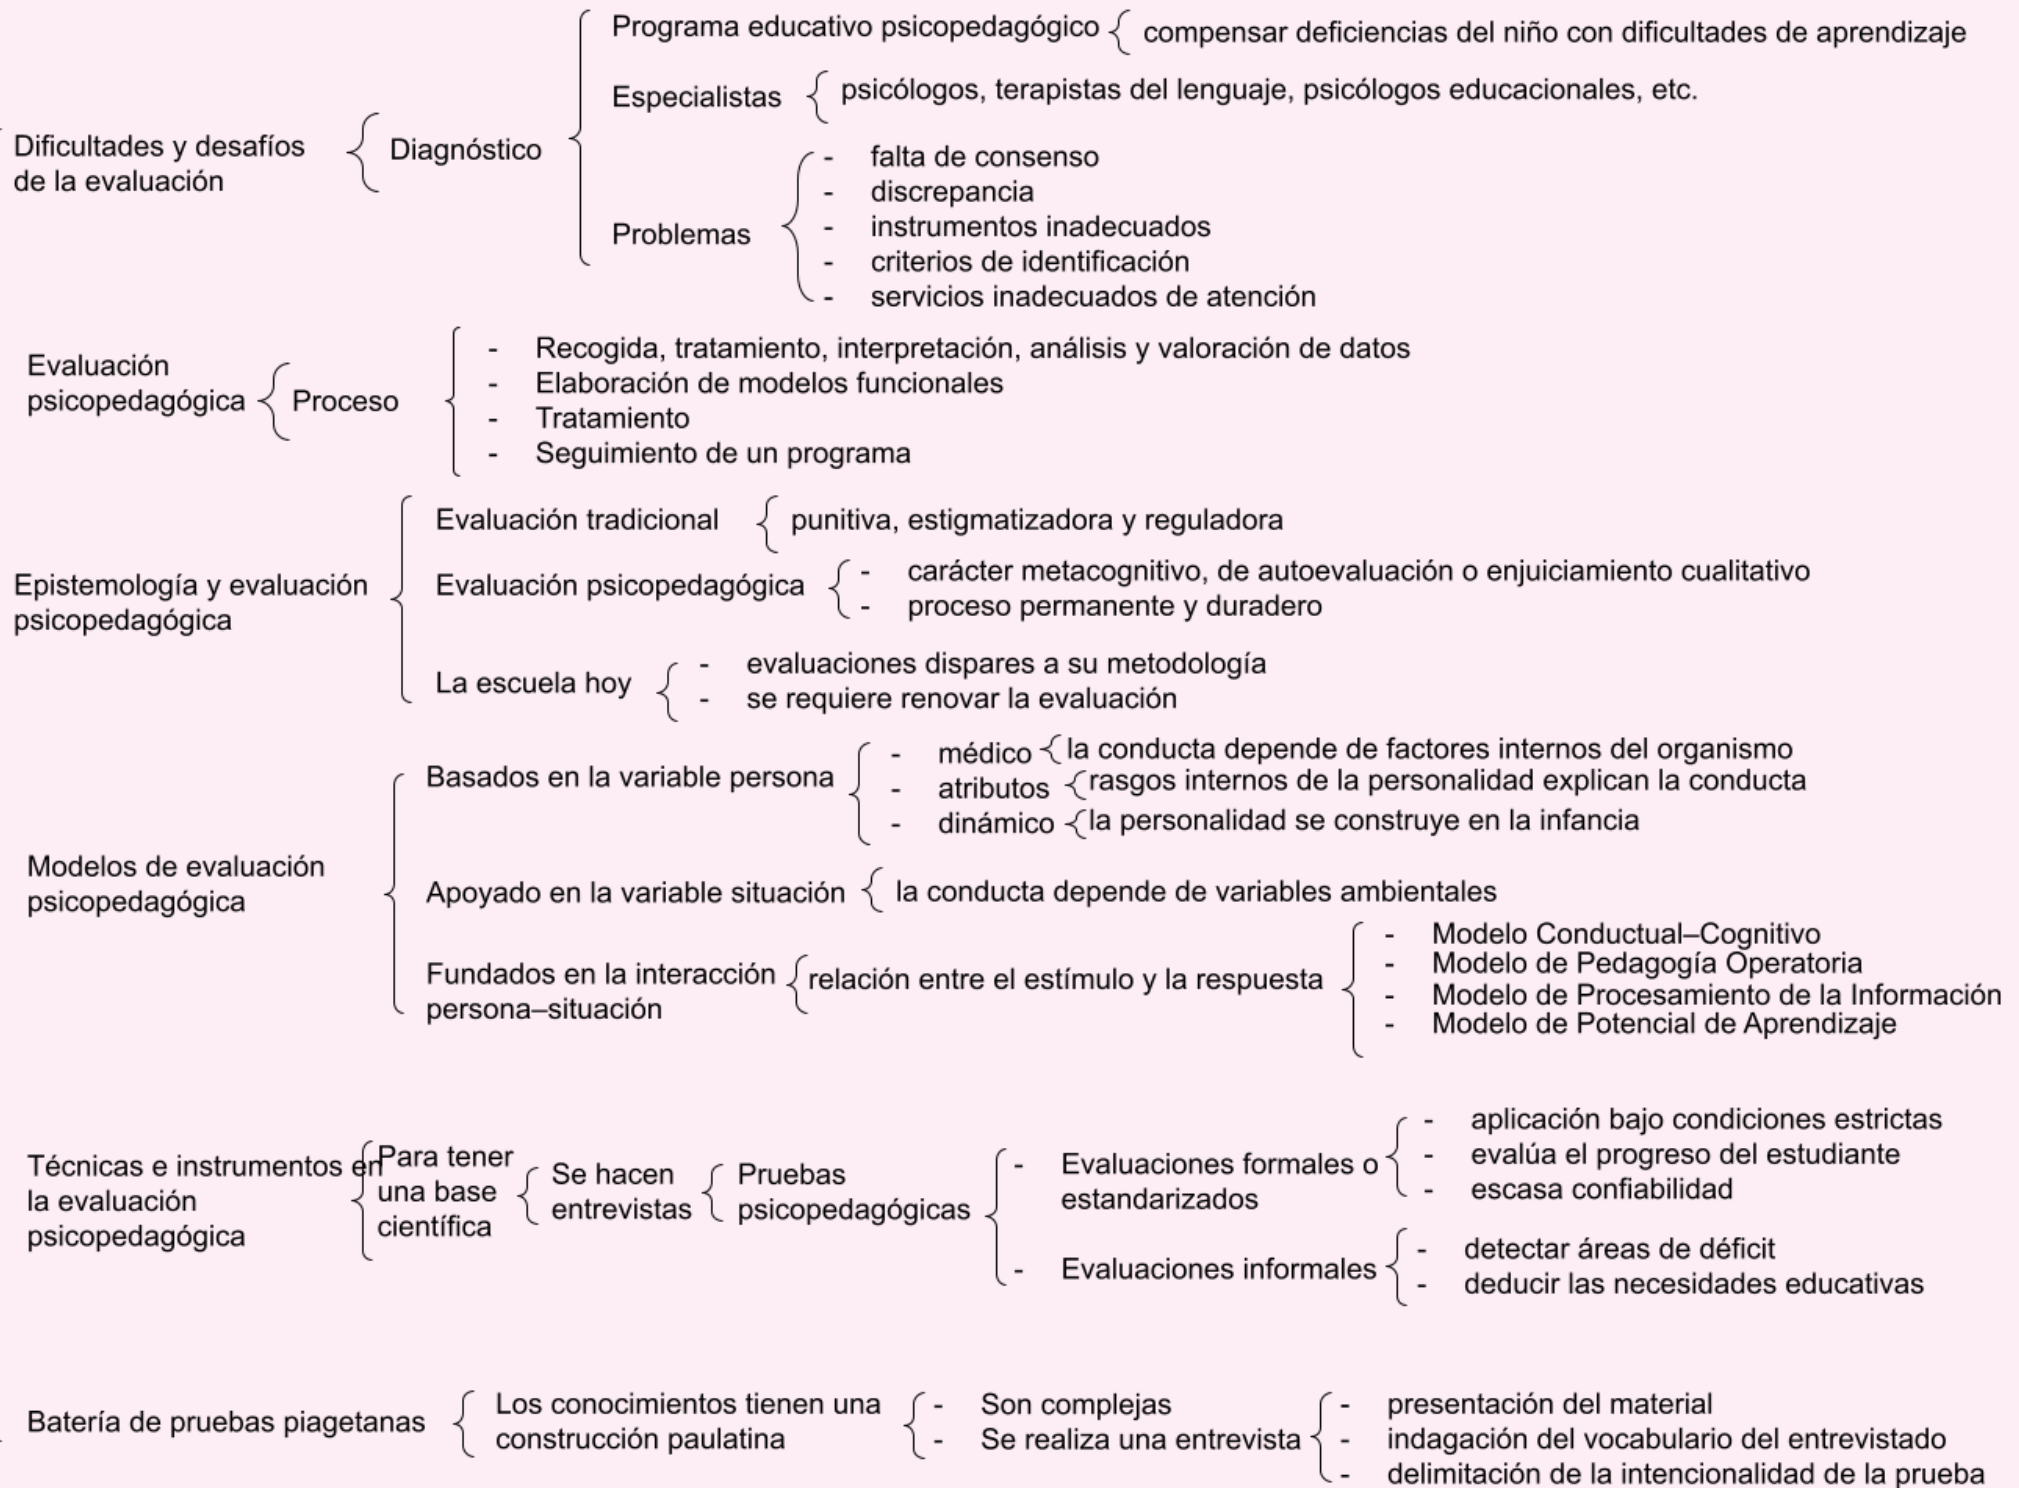 Programa educativo psicopedagógico
compensar deficiencias del niño con dificultades de aprendizaje
Especialistas
psicólogos, terapistas del lenguaje, psicólogos educacionales, etc.
Dificultades y desafíos
de la evaluación
Diagnóstico
Problemas
- falta de consenso
- discrepancia
- instrumentos inadecuados
- criterios de identificación
- servicios inadecuados de atención
Evaluación
psicopedagógica
Proceso
- Recogida, tratamiento, interpretación, análisis y valoración de datos
- Elaboración de modelos funcionales
- Tratamiento
- Seguimiento de un programa
Epistemología y evaluación
psicopedagógica
Evaluación tradicional
punitiva, estigmatizadora y reguladora
Evaluación psicopedagógica
- carácter metacognitivo, de autoevaluación o enjuiciamiento cualitativo
- proceso permanente y duradero
La escuela hoy
- evaluaciones dispares a su metodología
- se requiere renovar la evaluación
Modelos de evaluación
psicopedagógica
Basados en la variable persona
- médico
la conducta depende de factores internos del organismo
- atributos
rasgos internos de la personalidad explican la conducta
- dinámico
la personalidad se construye en la infancia
Apoyado en la variable situación
la conducta depende de variables ambientales
Fundados en la interacción
persona–situación
relación entre el estímulo y la respuesta
- Modelo Conductual–Cognitivo
- Modelo de Pedagogía Operatoria
- Modelo de Procesamiento de la Información
- Modelo de Potencial de Aprendizaje
Técnicas e instrumentos en
la evaluación
psicopedagógica
Para tener
una base
científica
Se hacen
entrevistas
Pruebas
psicopedagógicas
- Evaluaciones formales o
estandarizados
- aplicación bajo condiciones estrictas
- evalúa el progreso del estudiante
- escasa confiabilidad
- Evaluaciones informales
- detectar áreas de déficit
- deducir las necesidades educativas
Batería de pruebas piagetanas
Los conocimientos tienen una
construcción paulatina
- Son complejas
- Se realiza una entrevista
- presentación del material
- indagación del vocabulario del entrevistado
- delimitación de la intencionalidad de la prueba